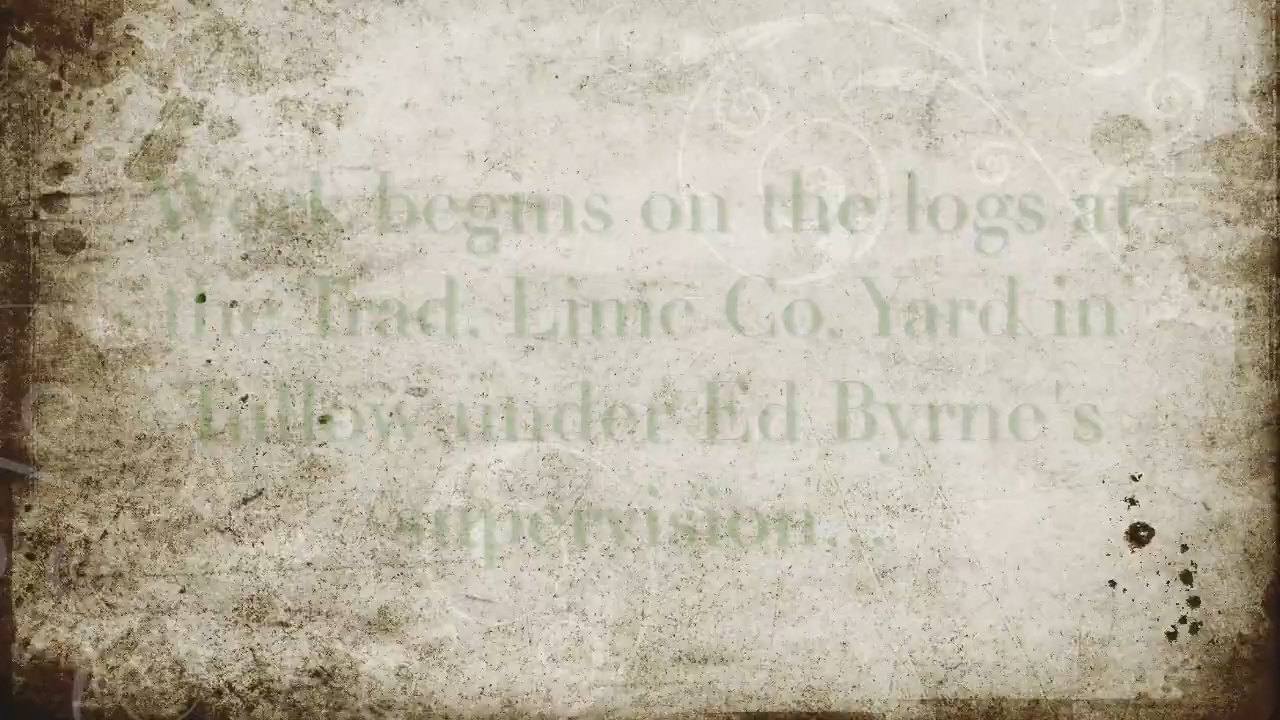 Work begins on the logs at
the Trad. Lime Co. Yard in
Tullow under Ed Byrne's
supervision...